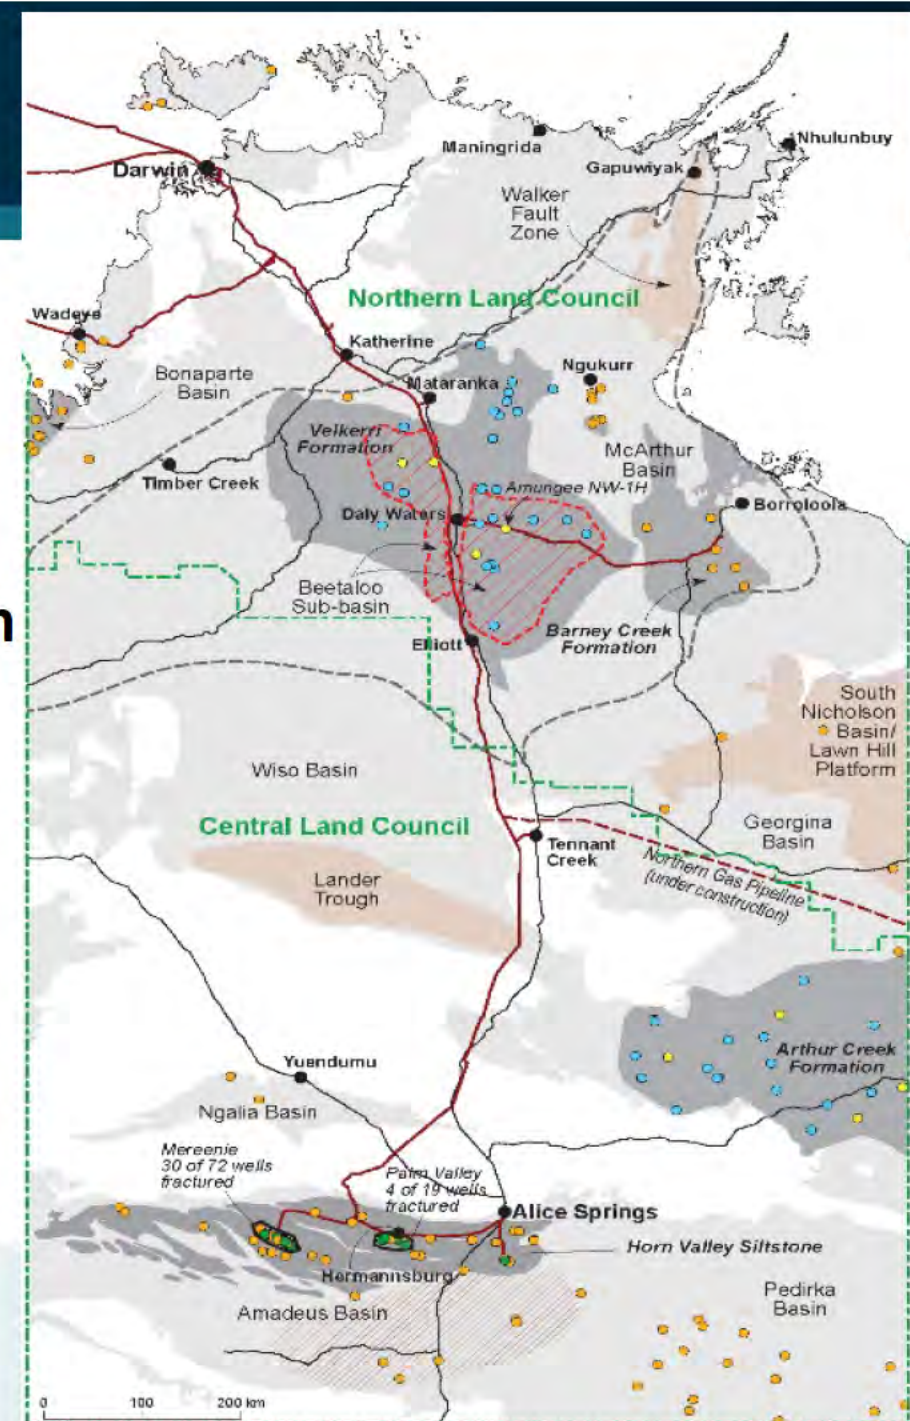 Maningrida
Nhulunbuy
Darwin
Gapuwiyak
Walker
Fault
Zone
Northern Land Council
Wadeye
Katherine
Bonaparte
Basin
Mataranka
Ngukurr
Velkerri
Formation
McArthur
Basin
Timber Creek
Amungee NW-1H
Daly Waters
Borroloola
Beetaloo
Sub-basin
n
Elliott
Barney Creek
Formation
South
Nicholson
Basin/
Lawn Hill
Platform
Wiso Basin
Central Land Council
Georgina
Basin
Tennant
Creek
Northern Gas Pipeline
(under construction)
Lander
Trough
Arthur Creek
Formation
Yuendumu
Ngalia Basin
Mereenie
30 of 72 wells
fractured
Palm Valley
4 of 19 wells
fractured
Alice Springs
Horn Valley Siltstone
Hermannsburg
Pedirka
Basin
Amadeus Basin
0 100 200 km